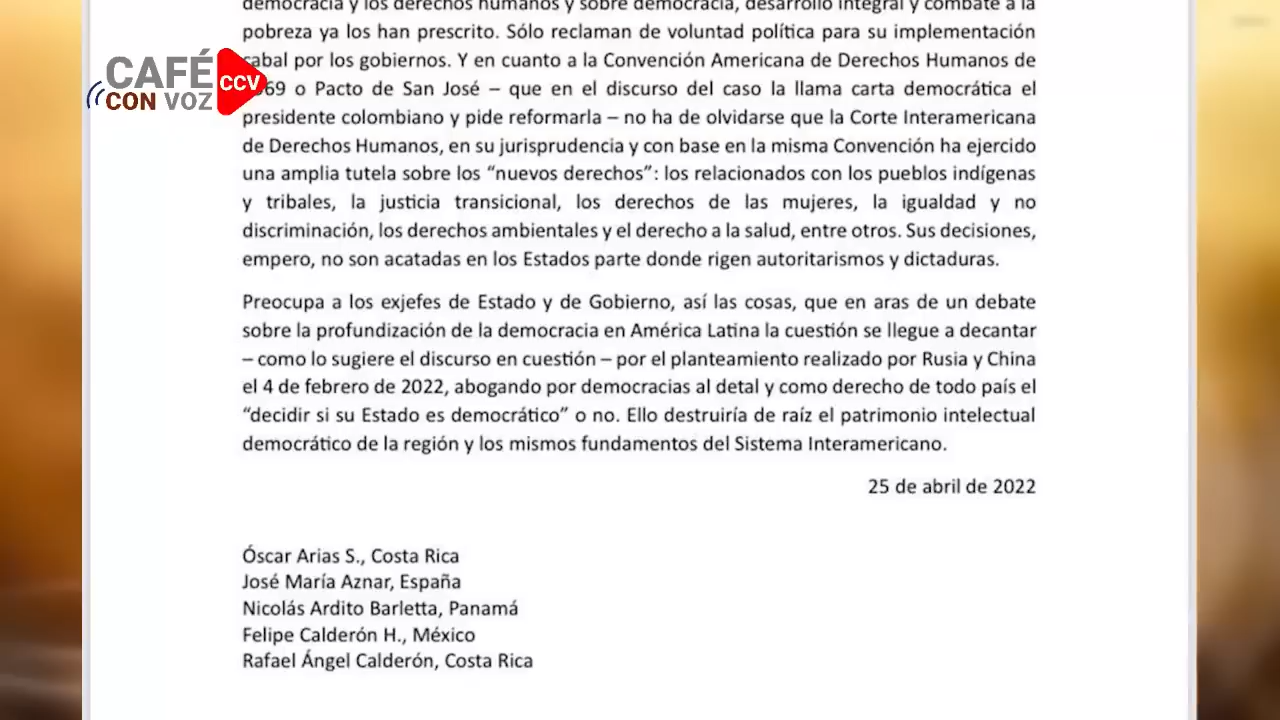 democracia y los derechos humanos y sobre democracia, desarrollo integral y combate a la
pobreza ya los han prescrito. Sólo reclaman de voluntad política para su implementación
cabal por los gobiernos. Y en cuanto a la Convención Americana de Derechos Humanos de
CAFÉ
CON VOZ
CCV
69 o Pacto de San José – que en el discurso del caso la llama carta democrática el
presidente colombiano y pide reformarla – no ha de olvidarse que la Corte Interamericana
de Derechos Humanos, en su jurisprudencia y con base en la misma Convención ha ejercido
una amplia tutela sobre los “nuevos derechos”: los relacionados con los pueblos indígenas
y tribales, la justicia transicional, los derechos de las mujeres, la igualdad y no
discriminación, los derechos ambientales y el derecho a la salud, entre otros. Sus decisiones,
empero, no son acatadas en los Estados parte donde rigen autoritarismos y dictaduras.
Preocupa a los exjefes de Estado y de Gobierno, así las cosas, que en aras de un debate
sobre la profundización de la democracia en América Latina la cuestión se llegue a decantar
– como lo sugiere el discurso en cuestión – por el planteamiento realizado por Rusia y China
el 4 de febrero de 2022, abogando por democracias al detal y como derecho de todo país el
“decidir si su Estado es democrático” o no. Ello destruiría de raíz el patrimonio intelectual
democrático de la región y los mismos fundamentos del Sistema Interamericano.
25 de abril de 2022
Óscar Arias S., Costa Rica
José María Aznar, España
Nicolás Ardito Barletta, Panamá
Felipe Calderón H., México
Rafael Ángel Calderón, Costa Rica